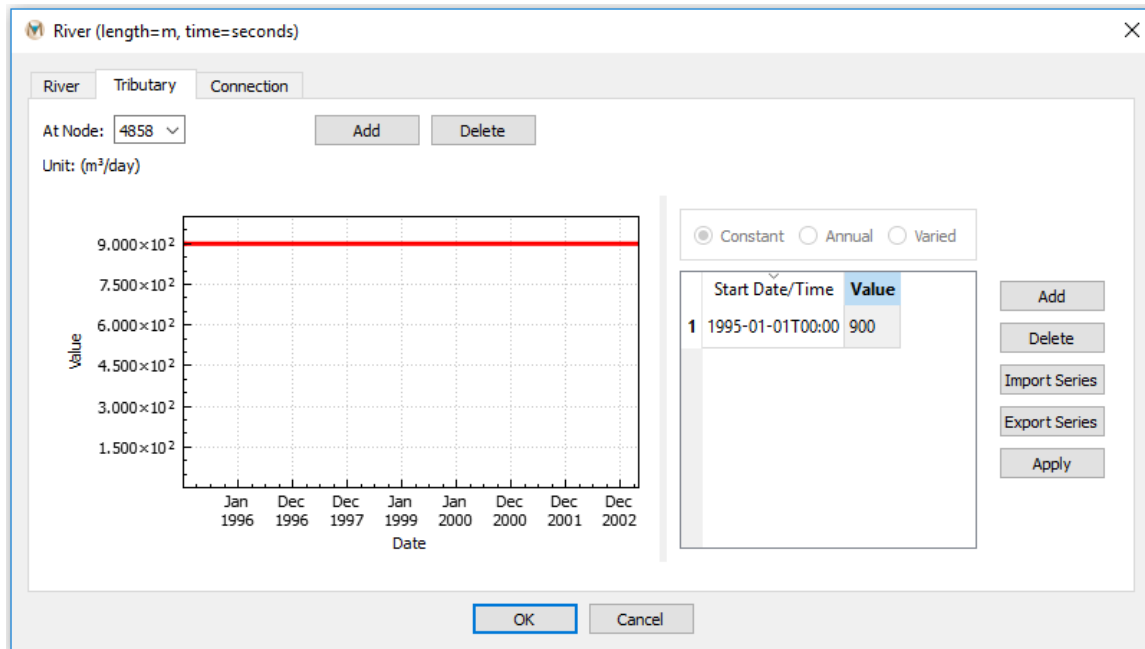 River (length=m, time=seconds)
River Tributary Connection
At Node: 4858 Add Delete
Unit: (m³/day)
Constant Annual Varied
Value
9.000×10²
7.500×10²
6.000×10²
4.500×10²
3.000×10²
1.500×10²
Jan 1996 Dec 1996 Dec 1997 Jan 1999 Jan 2000 Dec 2000 Dec 2001 Dec 2002
Date
Start Date/Time Value
1 1995-01-01T00:00 900
Add
Delete
Import Series
Export Series
Apply
OK Cancel